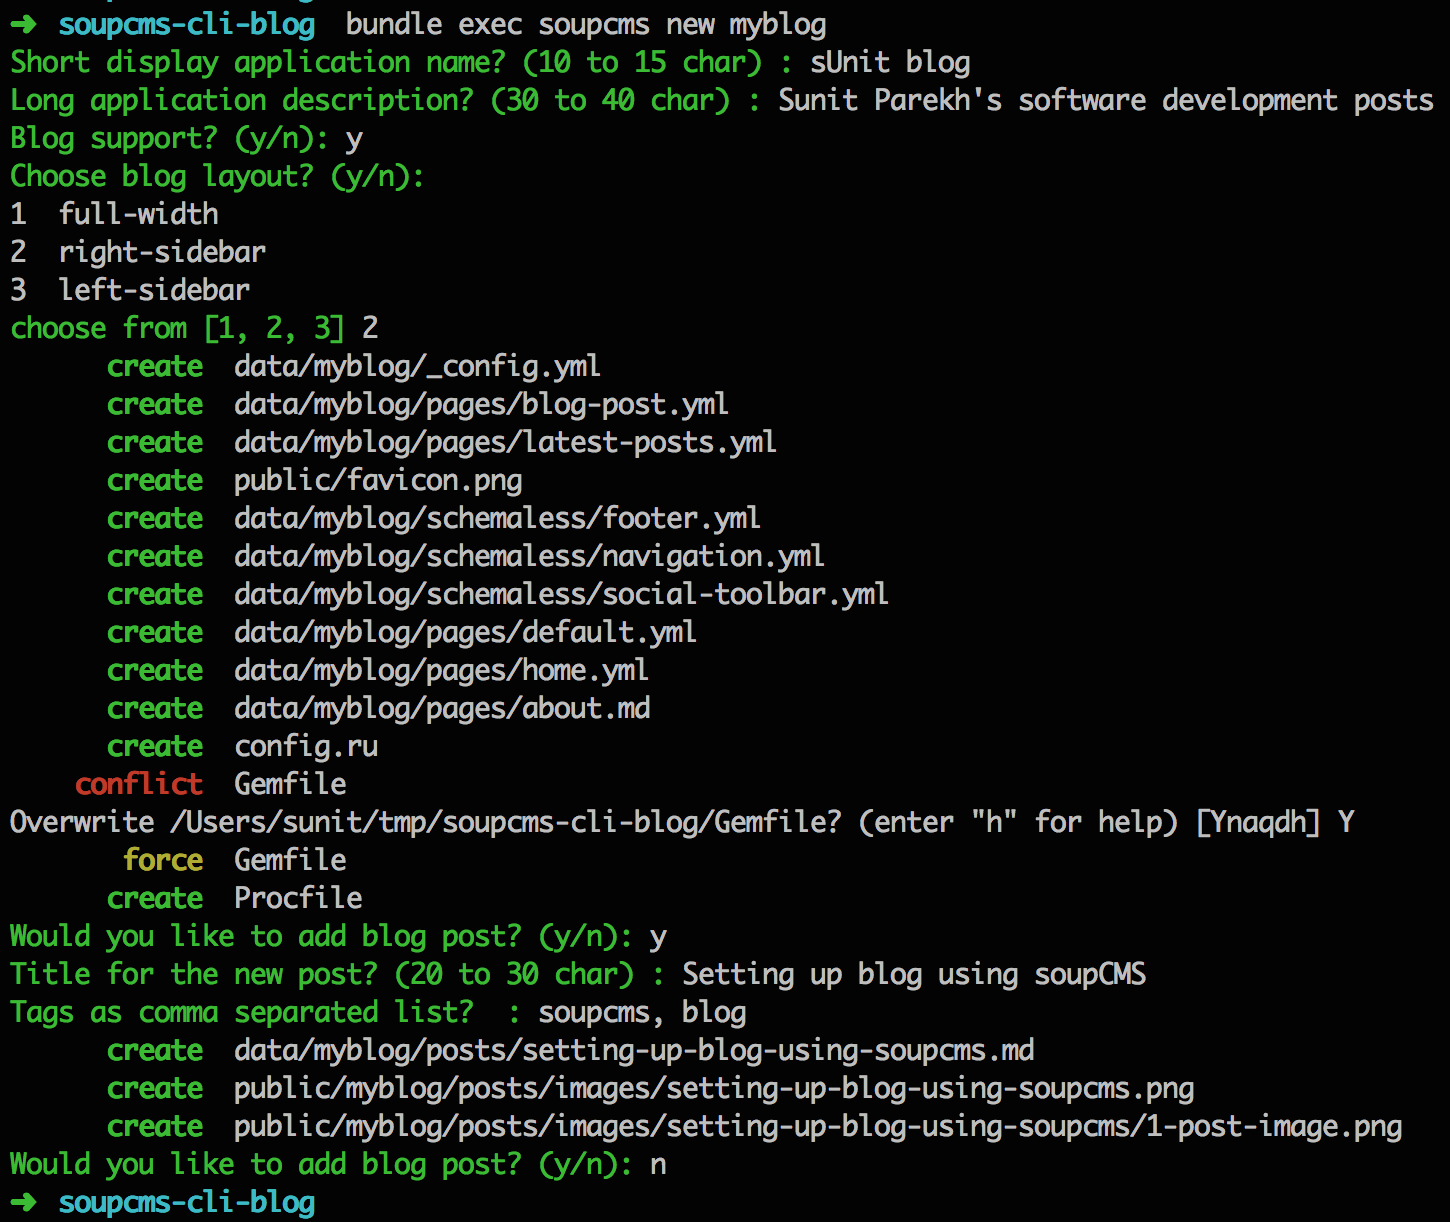 ➜  soupcms-cli-blog  bundle exec soupcms new myblog
Short display application name? (10 to 15 char) : sUnit blog
Long application description? (30 to 40 char) : Sunit Parekh's software development posts
Blog support? (y/n): y
Choose blog layout? (y/n):
1  full-width
2  right-sidebar
3  left-sidebar
choose from [1, 2, 3] 2
create  data/myblog/_config.yml
create  data/myblog/pages/blog-post.yml
create  data/myblog/pages/latest-posts.yml
create  public/favicon.png
create  data/myblog/schemaless/footer.yml
create  data/myblog/schemaless/navigation.yml
create  data/myblog/schemaless/social-toolbar.yml
create  data/myblog/pages/default.yml
create  data/myblog/pages/home.yml
create  data/myblog/pages/about.md
create  config.ru
conflict  Gemfile
Overwrite /Users/sunit/tmp/soupcms-cli-blog/Gemfile? (enter "h" for help) [Ynaqdh] Y
force  Gemfile
create  Procfile
Would you like to add blog post? (y/n): y
Title for the new post? (20 to 30 char) : Setting up blog using soupCMS
Tags as comma separated list?  : soupcms, blog
create  data/myblog/posts/setting-up-blog-using-soupcms.md
create  public/myblog/posts/images/setting-up-blog-using-soupcms.png
create  public/myblog/posts/images/setting-up-blog-using-soupcms/1-post-image.png
Would you like to add blog post? (y/n): n
➜  soupcms-cli-blog